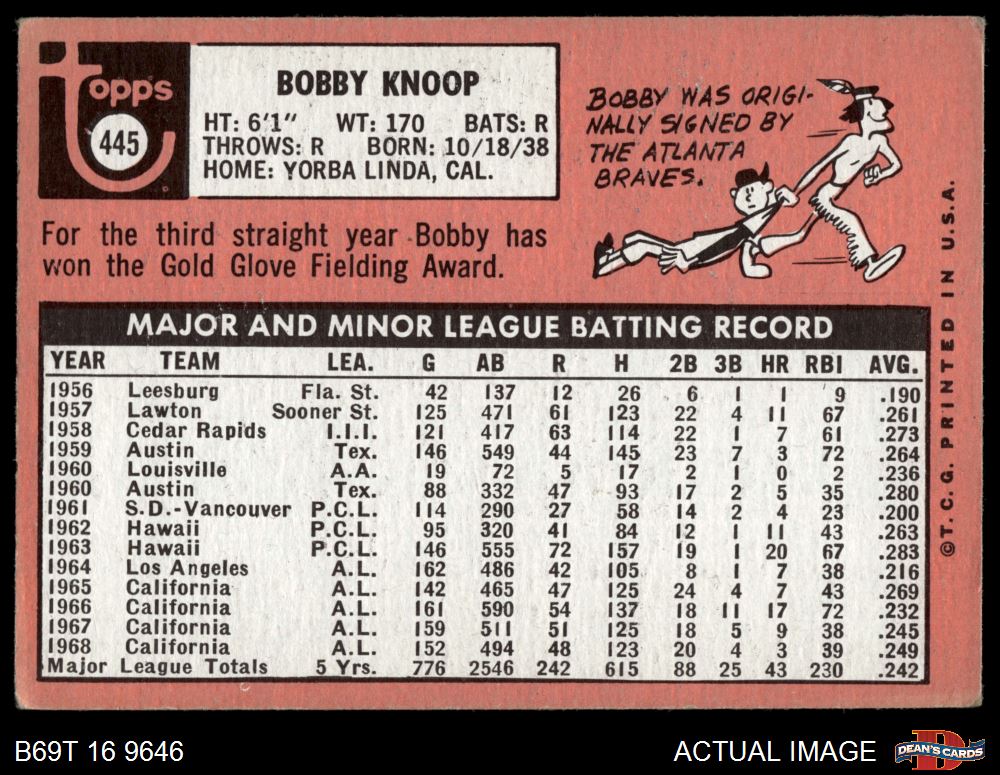 topps
445
BOBBY KNOOP
HT: 6'1" WT: 170 BATS: R
THROWS: R BORN: 10/18/38
HOME: YORBA LINDA, CAL.
BOBBY WAS ORIGI-
NALLY SIGNED BY
THE ATLANTA
BRAVES.
For the third straight year Bobby has
won the Gold Glove Fielding Award.
MAJOR AND MINOR LEAGUE BATTING RECORD
YEAR TEAM LEA. G AB R H 2B 3B HR RBI AVG.
1956 Leesburg Fla. St. 42 137 12 26 6 1 1 9 .190
1957 Lawton Sooner St. 125 471 61 123 22 4 11 67 .261
1958 Cedar Rapids I.I.I. 121 417 63 114 22 1 7 61 .273
1959 Austin Tex. 146 549 44 145 23 7 3 72 .264
1960 Louisville A.A. 19 72 5 17 2 1 0 2 .236
1960 Austin Tex. 88 332 47 93 17 2 5 35 .280
1961 S.D.-Vancouver P.C.L. 114 290 27 58 14 2 4 23 .200
1962 Hawaii P.C.L. 95 320 41 84 12 1 11 43 .263
1963 Hawaii P.C.L. 146 555 72 157 19 1 20 67 .283
1964 Los Angeles A.L. 162 486 42 105 8 1 7 38 .216
1965 California A.L. 142 465 47 125 24 4 7 43 .269
1966 California A.L. 161 590 54 137 18 11 17 72 .232
1967 California A.L. 159 511 51 125 18 5 9 38 .245
1968 California A.L. 152 494 48 123 20 4 3 39 .249
Major League Totals 5 Yrs. 776 2546 242 615 88 25 43 230 .242
©T.C.G. PRINTED IN U.S.A.
B69T 16 9646
ACTUAL IMAGE
DEAN'S CARDS